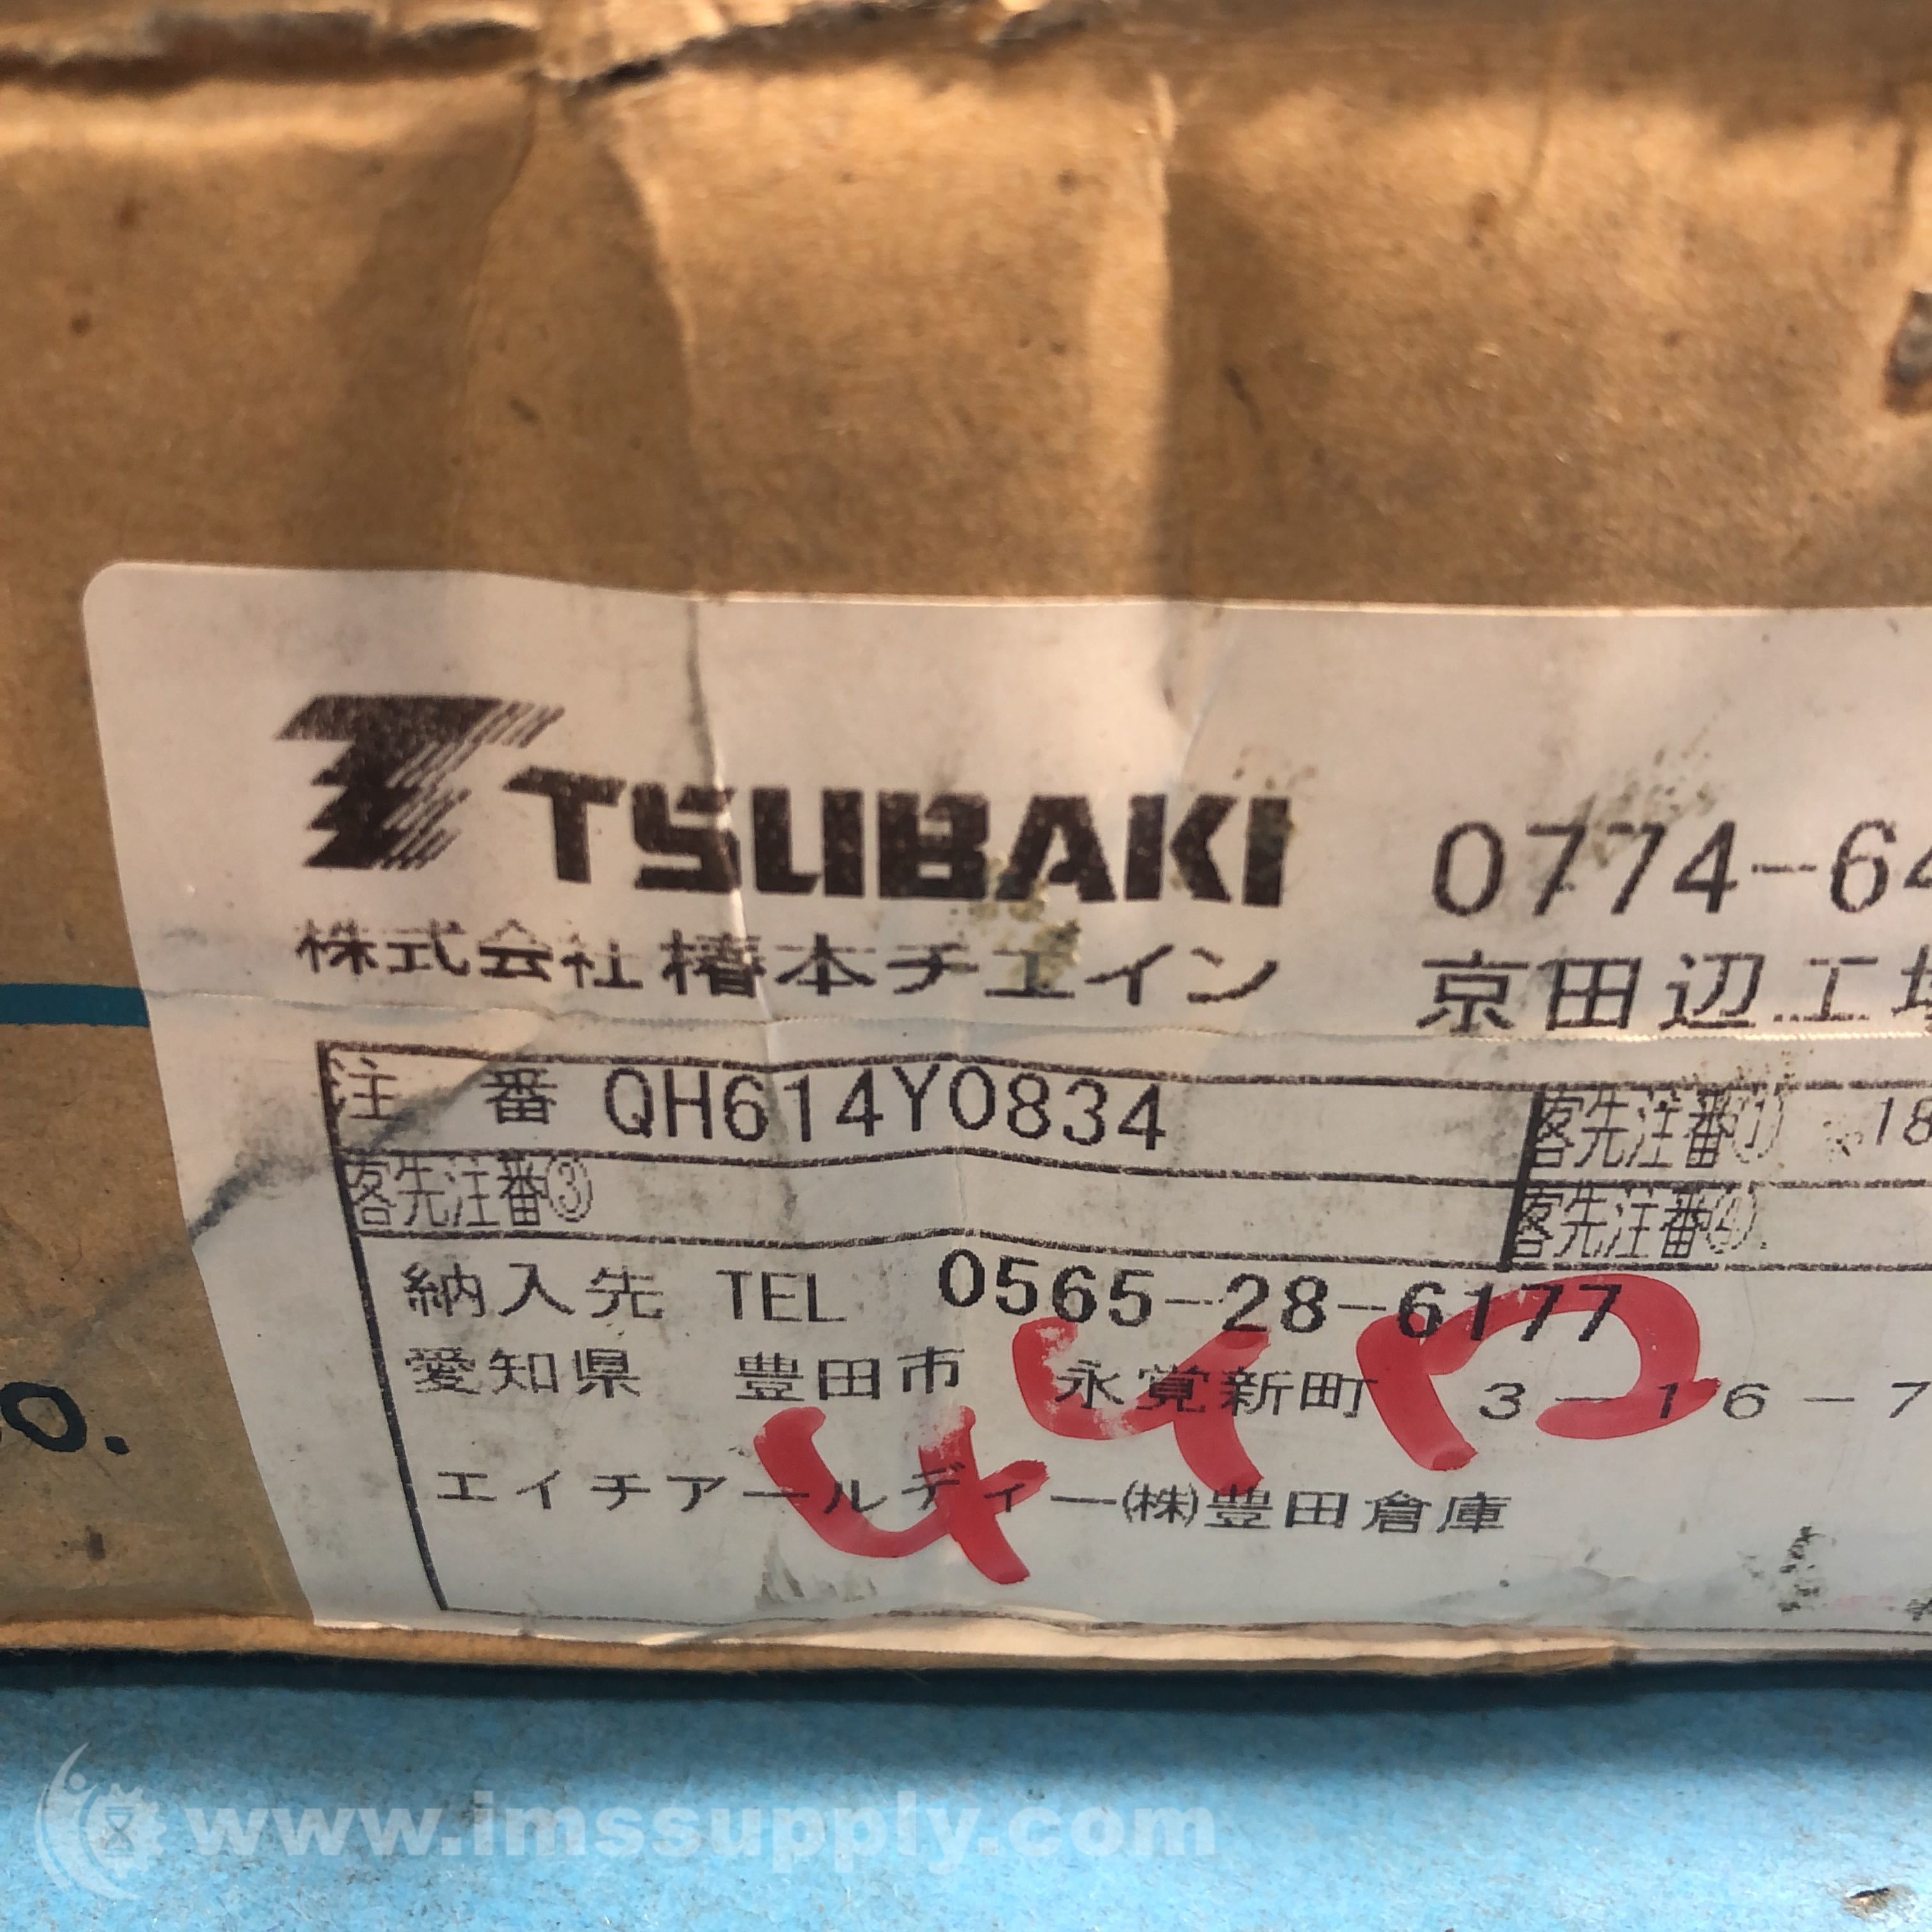 TSUBAKI 0774-64
株式会社 椿本チエイン 京田辺工場
注 番 QH614Y0834 客先注番① 18
客先注番③ 客先注番④
納入先 TEL 0565-28-6177
愛知県 豊田市 永覚新町 3-16-7
エイチアールディー㈱豊田倉庫
O.
www.imssupply.com